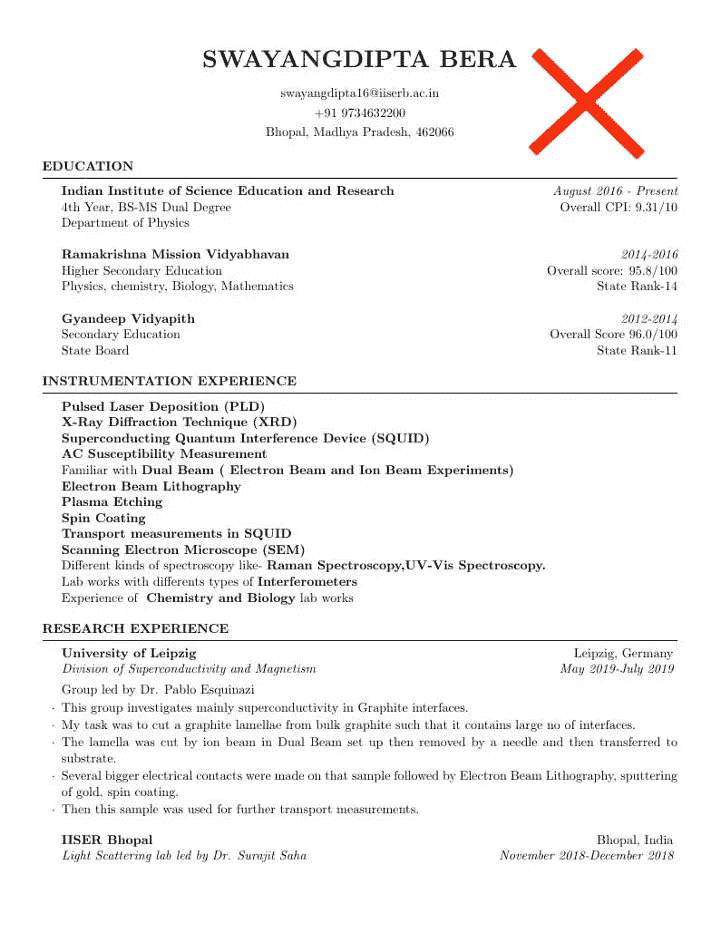 SWAYANGDIPTA BERA
swayangdipta16@iiserb.ac.in
+91 9734632200
Bhopal, Madhya Pradesh, 462066
EDUCATION
Indian Institute of Science Education and Research August 2016 - Present
4th Year, BS-MS Dual Degree Overall CPI: 9.31/10
Department of Physics
Ramakrishna Mission Vidyabhavan 2014-2016
Higher Secondary Education Overall score: 95.8/100
Physics, chemistry, Biology, Mathematics State Rank-14
Gyandeep Vidyapith 2012-2014
Secondary Education Overall Score 96.0/100
State Board State Rank-11
INSTRUMENTATION EXPERIENCE
Pulsed Laser Deposition (PLD)
X-Ray Diffraction Technique (XRD)
Superconducting Quantum Interference Device (SQUID)
AC Susceptibility Measurement
Familiar with Dual Beam ( Electron Beam and Ion Beam Experiments)
Electron Beam Lithography
Plasma Etching
Spin Coating
Transport measurements in SQUID
Scanning Electron Microscope (SEM)
Different kinds of spectroscopy like- Raman Spectroscopy,UV-Vis Spectroscopy.
Lab works with differents types of Interferometers
Experience of Chemistry and Biology lab works
RESEARCH EXPERIENCE
University of Leipzig Leipzig, Germany
Division of Superconductivity and Magnetism May 2019-July 2019
Group led by Dr. Pablo Esquinazi
· This group investigates mainly superconductivity in Graphite interfaces.
· My task was to cut a graphite lamellae from bulk graphite such that it contains large no of interfaces.
· The lamella was cut by ion beam in Dual Beam set up then removed by a needle and then transferred to
substrate.
· Several bigger electrical contacts were made on that sample followed by Electron Beam Lithography, sputtering
of gold, spin coating.
· Then this sample was used for further transport measurements.
IISER Bhopal Bhopal, India
Light Scattering lab led by Dr. Surajit Saha November 2018-December 2018